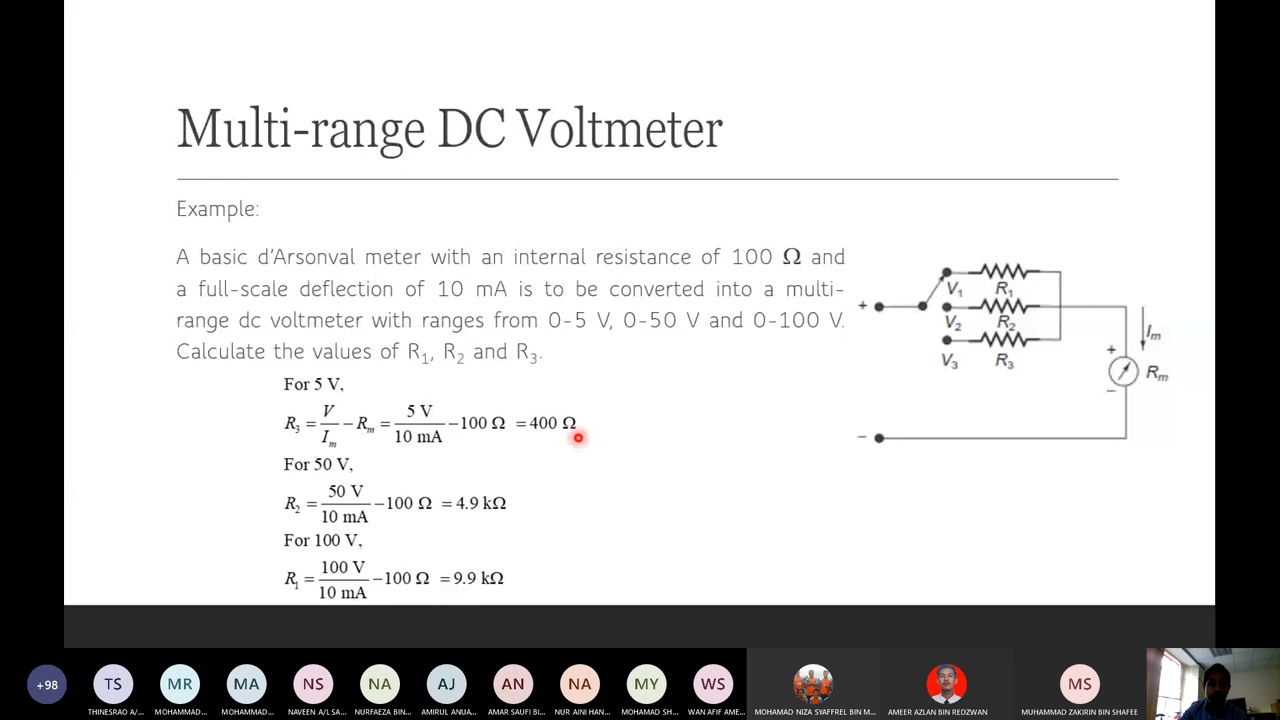 Multi-range DC Voltmeter
Example:
A basic d'Arsonval meter with an internal resistance of 100 Ω and
a full-scale deflection of 10 mA is to be converted into a multi-
range dc voltmeter with ranges from 0-5 V, 0-50 V and 0-100 V.
Calculate the values of R₁, R₂ and R₃.
For 5 V,
R₃ = V/Iₘ − Rₘ = 5 V/10 mA − 100 Ω = 400 Ω
For 50 V,
R₂ = 50 V/10 mA − 100 Ω = 4.9 kΩ
For 100 V,
R₁ = 100 V/10 mA − 100 Ω = 9.9 kΩ
+
V₁ R₁
V₂ R₂
V₃ R₃
Iₘ
+
Rₘ
−
−
+98
TS
MR
MA
NS
NA
AJ
AN
NA
MY
WS
MS
THINESRAO A/...
MOHAMMAD...
MOHAMMAD...
NAVEEN A/L SA...
NURFAEZA BIN...
AMIRUL ANUA...
AMAR SAUFI BI...
NUR AINI HAN...
MOHAMAD SH...
WAN AFIF AME...
MOHAMAD NIZA SYAFFREL BIN M...
AMEER AZLAN BIN REDZWAN
MUHAMMAD ZAKIRIN BIN SHAFEE